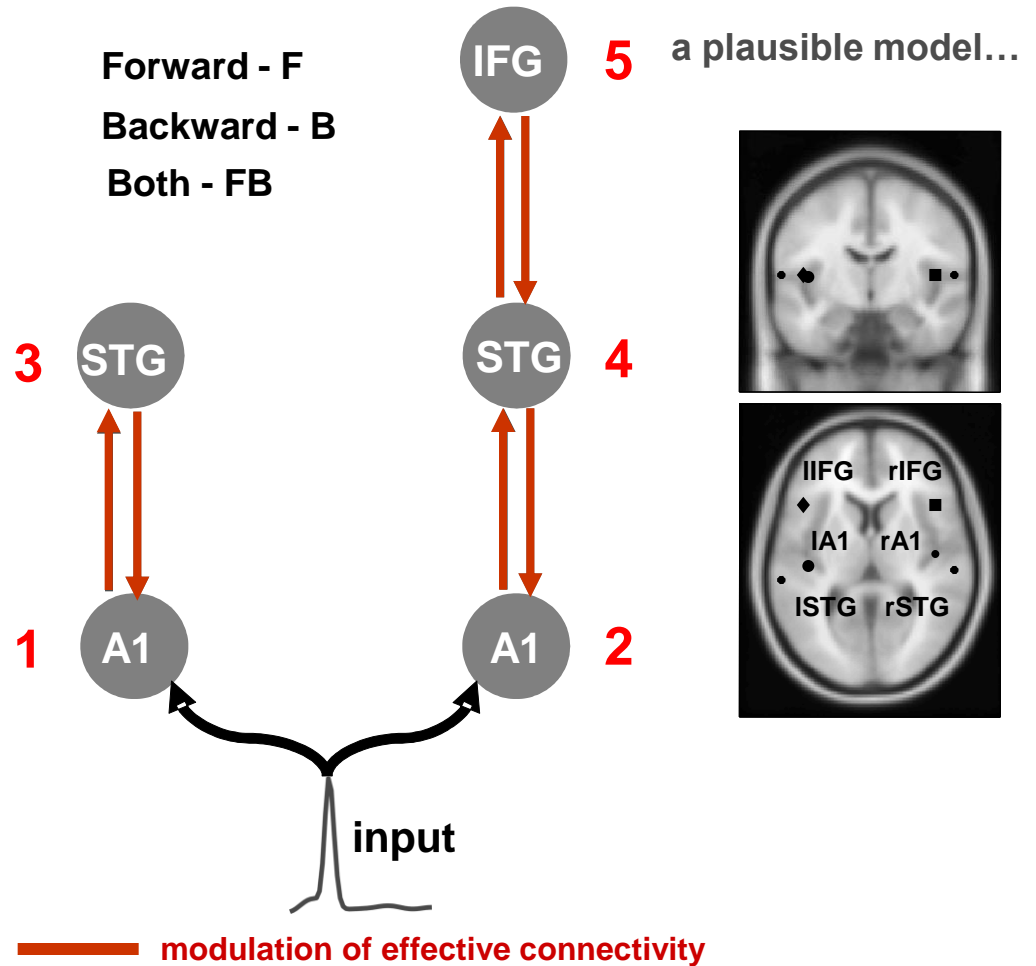 Forward - F
Backward - B
Both - FB
IFG
5
a plausible model…
3
STG
STG
4
1
A1
A1
2
input
lIFG rIFG
lA1 rA1
lSTG rSTG
modulation of effective connectivity